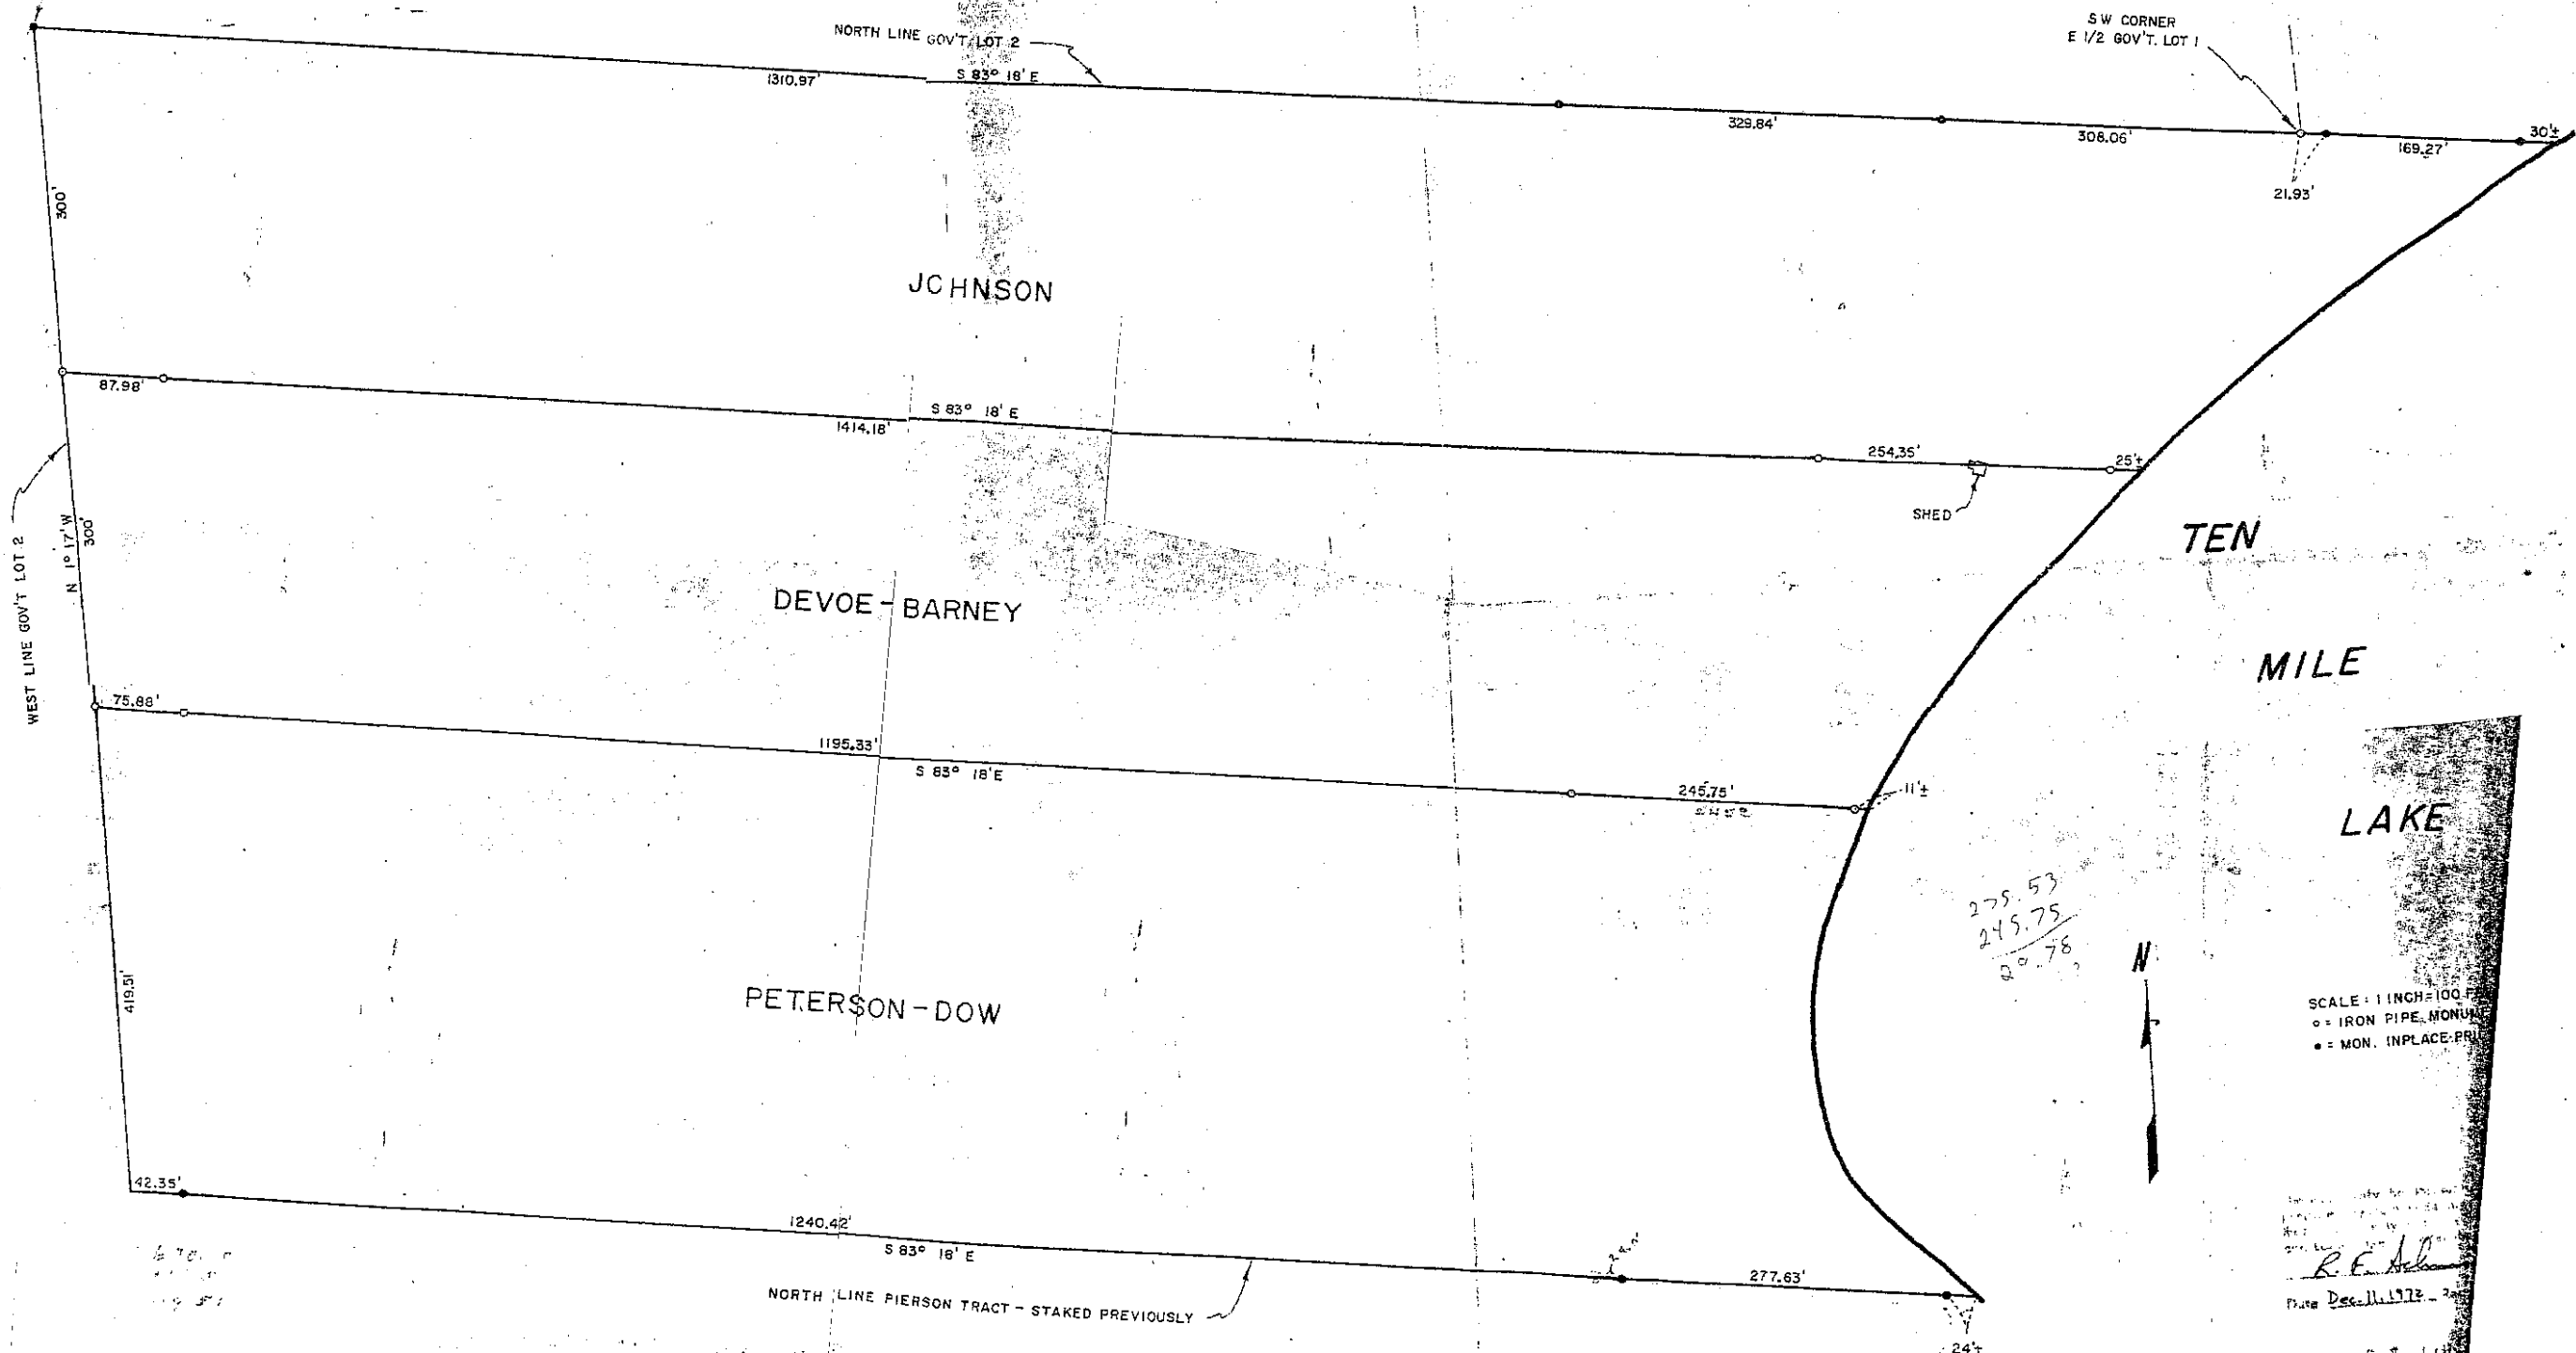 NORTH LINE GOV'T. LOT 2
SW CORNER
E 1/2 GOV'T. LOT 1
1310.97'
S 83° 18' E
329.84'
308.06'
169.27'
30'±
21.93'
300'
JOHNSON
87.98'
1414.18'
S 83° 18' E
254.35'
25'±
SHED
WEST LINE GOV'T LOT 2
N 1° 17' W
300'
DEVOE-BARNEY
TEN
MILE
LAKE
75.88'
1195.33'
S 83° 18' E
245.75'
11'±
275.53
245.75
29.78
419.51'
PETERSON-DOW
N
SCALE: 1 INCH=100
o = IRON PIPE
• = MON. INPLACE
42.35'
1240.42'
S 83° 18' E
277.63'
NORTH LINE PIERSON TRACT - STAKED PREVIOUSLY
24'±
R. E.
Date Dec. 11, 1972